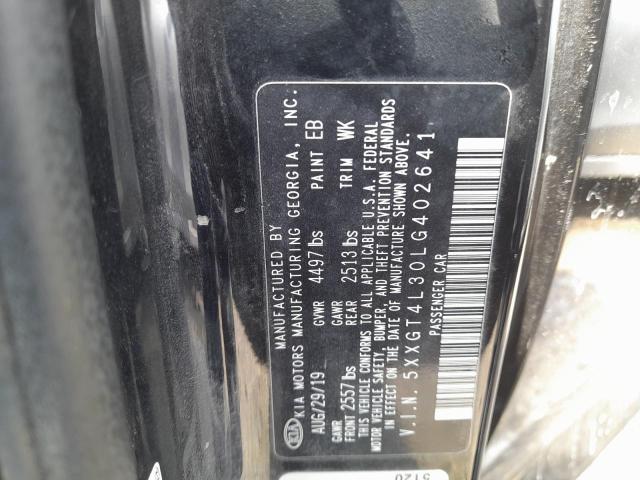 KIA
MANUFACTURED BY
KIA MOTORS MANUFACTURING GEORGIA, INC.
AUG/29/19 GVWR 4497lbs PAINT EB
GAWR GAWR
FRONT 2557lbs REAR 2513lbs TRIM WK
THIS VEHICLE CONFORMS TO ALL APPLICABLE U.S.A. FEDERAL
MOTOR VEHICLE SAFETY, BUMPER, AND THEFT PREVENTION STANDARDS
IN EFFECT ON THE DATE OF MANUFACTURE SHOWN ABOVE.
V.I.N. 5XXGT4L30LG402641
PASSENGER CAR
5120